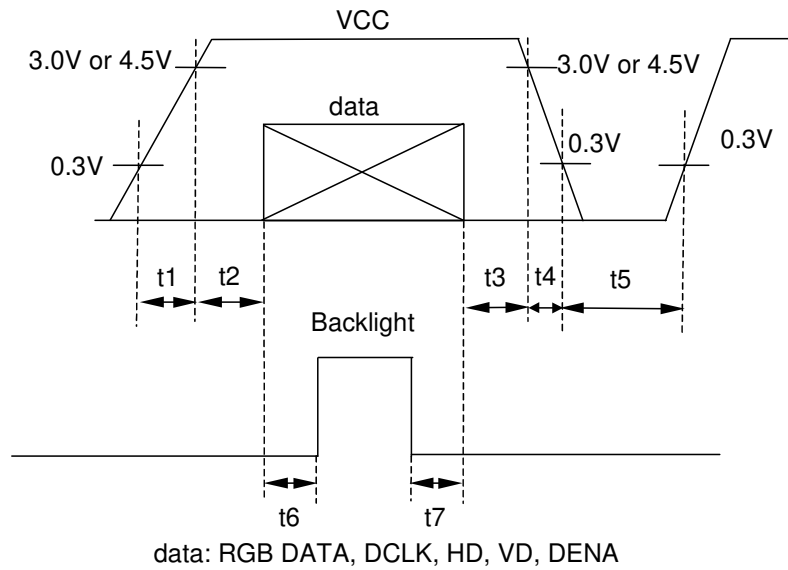 VCC
3.0V or 4.5V
3.0V or 4.5V
data
0.3V
0.3V
0.3V
t1
t2
t3
t4
t5
Backlight
t6
t7
data: RGB DATA, DCLK, HD, VD, DENA